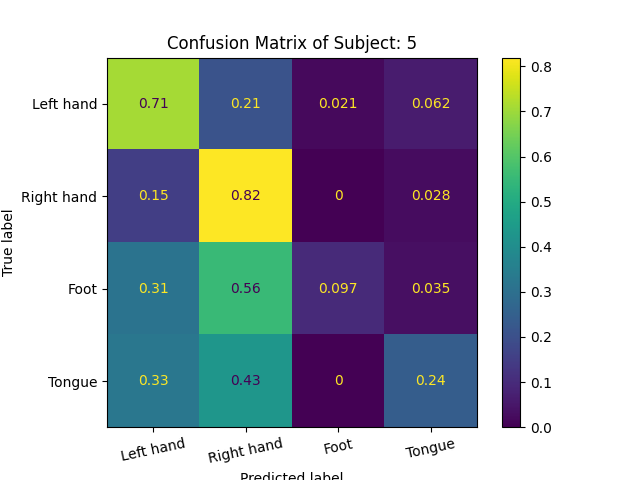 Confusion Matrix of Subject: 5
True label
Left hand 0.71 0.21 0.021 0.062
Right hand 0.15 0.82 0 0.028
Foot 0.31 0.56 0.097 0.035
Tongue 0.33 0.43 0 0.24
Left hand Right hand Foot Tongue
Predicted label
0.8
0.7
0.6
0.5
0.4
0.3
0.2
0.1
0.0